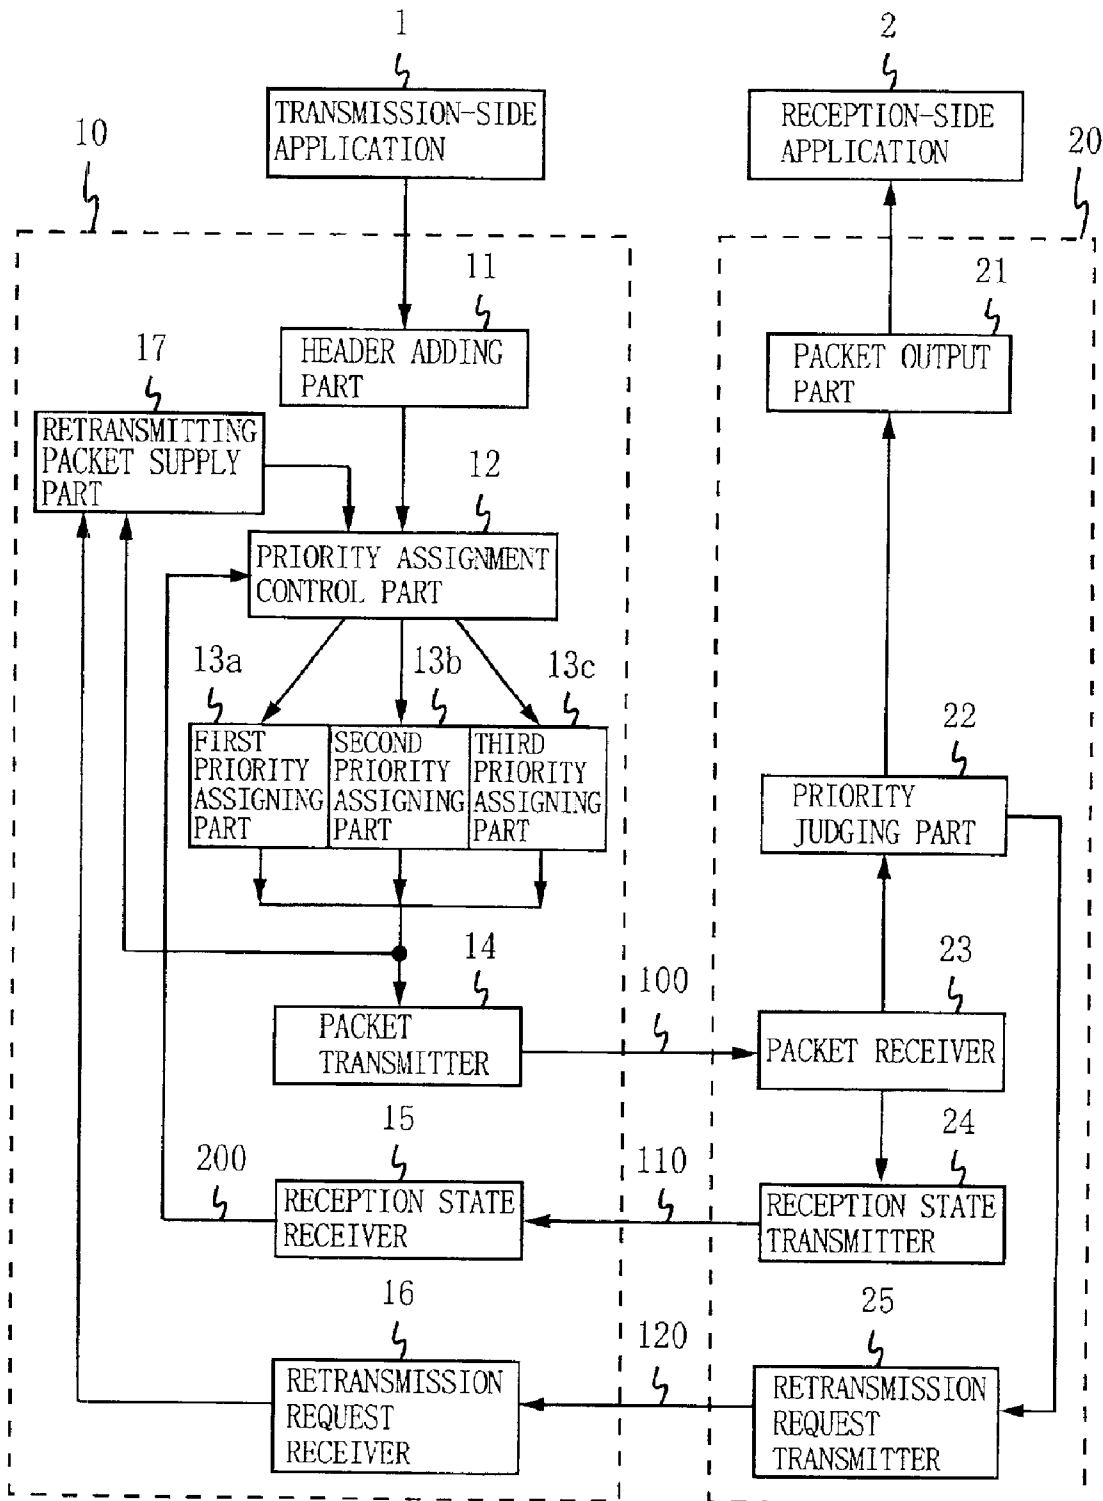 1
2
TRANSMISSION-SIDE
APPLICATION
RECEPTION-SIDE
APPLICATION
10
20
11
21
HEADER ADDING
PART
PACKET OUTPUT
PART
17
RETRANSMITTING
PACKET SUPPLY
PART
12
PRIORITY ASSIGNMENT
CONTROL PART
13a
13b
13c
FIRST
PRIORITY
ASSIGNING
PART
SECOND
PRIORITY
ASSIGNING
PART
THIRD
PRIORITY
ASSIGNING
PART
22
PRIORITY
JUDGING PART
14
100
23
PACKET
TRANSMITTER
PACKET RECEIVER
15
200
110
24
RECEPTION STATE
RECEIVER
RECEPTION STATE
TRANSMITTER
16
120
25
RETRANSMISSION
REQUEST
RECEIVER
RETRANSMISSION
REQUEST
TRANSMITTER